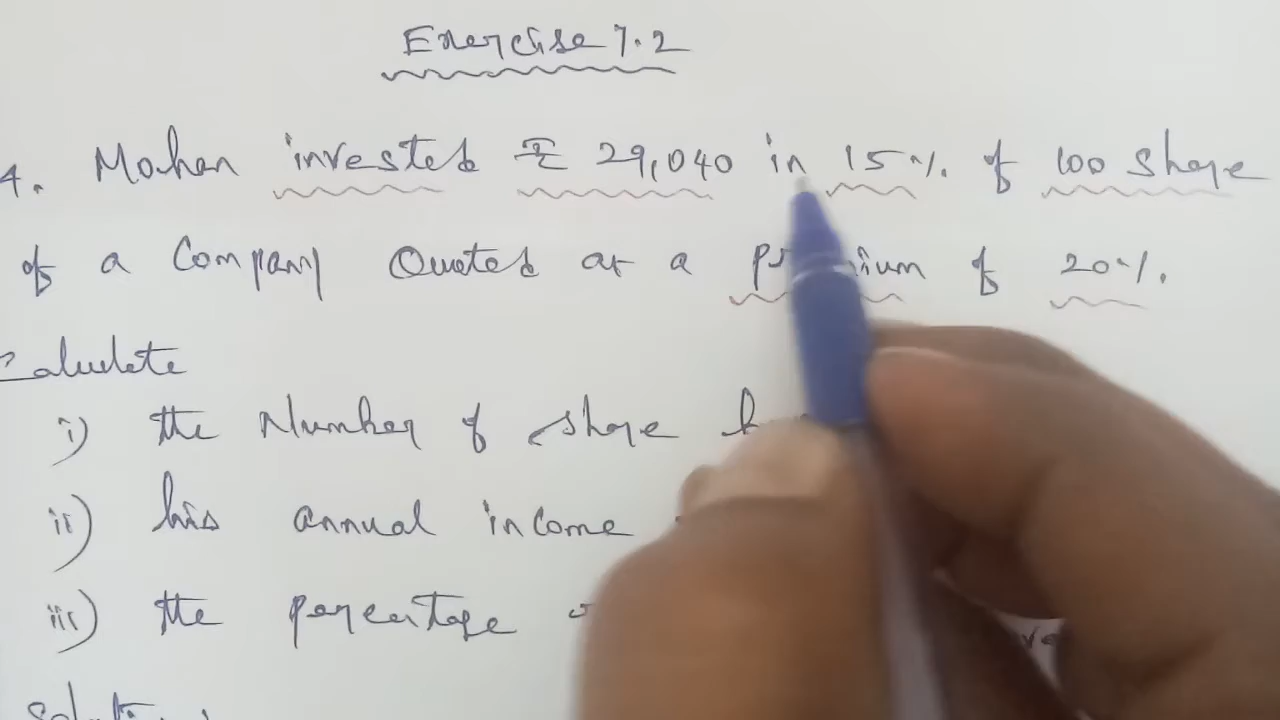 Exercise 7.2
4. Mohan invested ₹ 29,040 in 15%. of 100 share
of a Company Quoted at a premium of 20%.
Calculate
i) the Number of share
ii) his annual income
iii) the percentage
Solution: